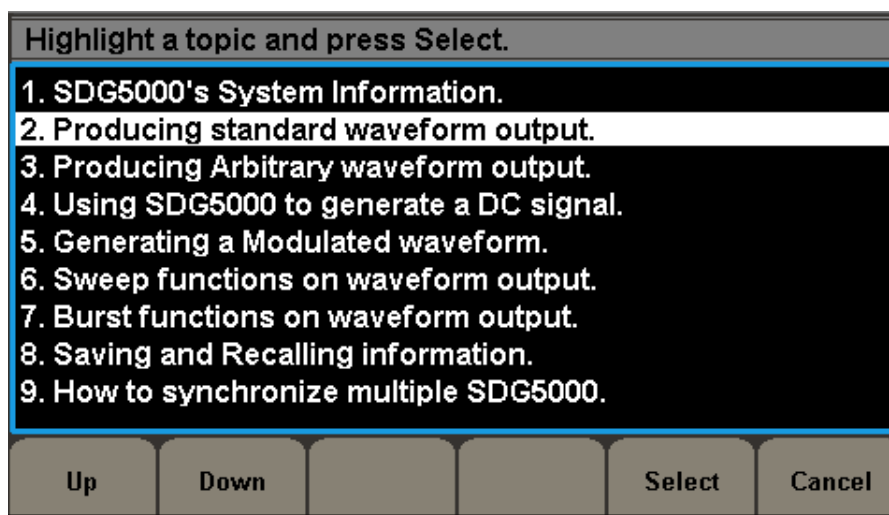 Highlight a topic and press Select.
1. SDG5000's System Information.
2. Producing standard waveform output.
3. Producing Arbitrary waveform output.
4. Using SDG5000 to generate a DC signal.
5. Generating a Modulated waveform.
6. Sweep functions on waveform output.
7. Burst functions on waveform output.
8. Saving and Recalling information.
9. How to synchronize multiple SDG5000.
Up Down Select Cancel